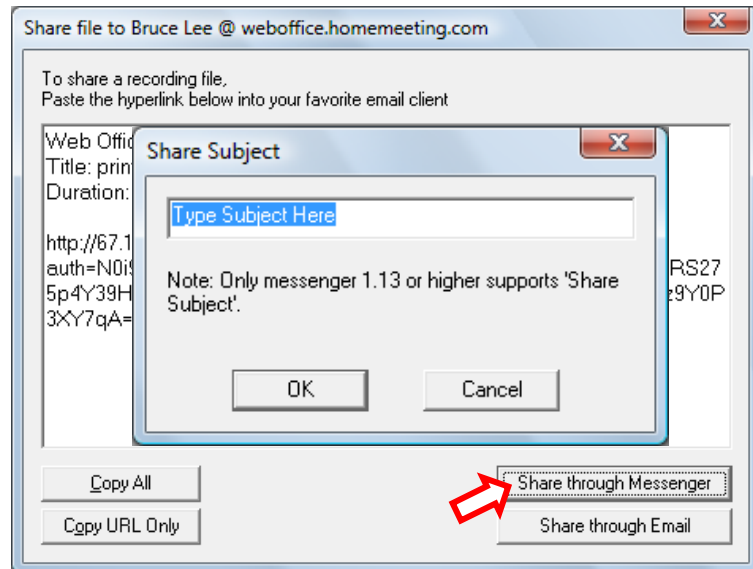 Share file to Bruce Lee @ weboffice.homemeeting.com
To share a recording file,
Paste the hyperlink below into your favorite email client
Web Offic
Title: prin
Duration:
http://67.1
auth=N0i
RS27
5p4Y39H
z9Y0P
3XY7qA=
Share Subject
Type Subject Here
Note: Only messenger 1.13 or higher supports 'Share
Subject'.
OK
Cancel
Copy All
Share through Messenger
Copy URL Only
Share through Email